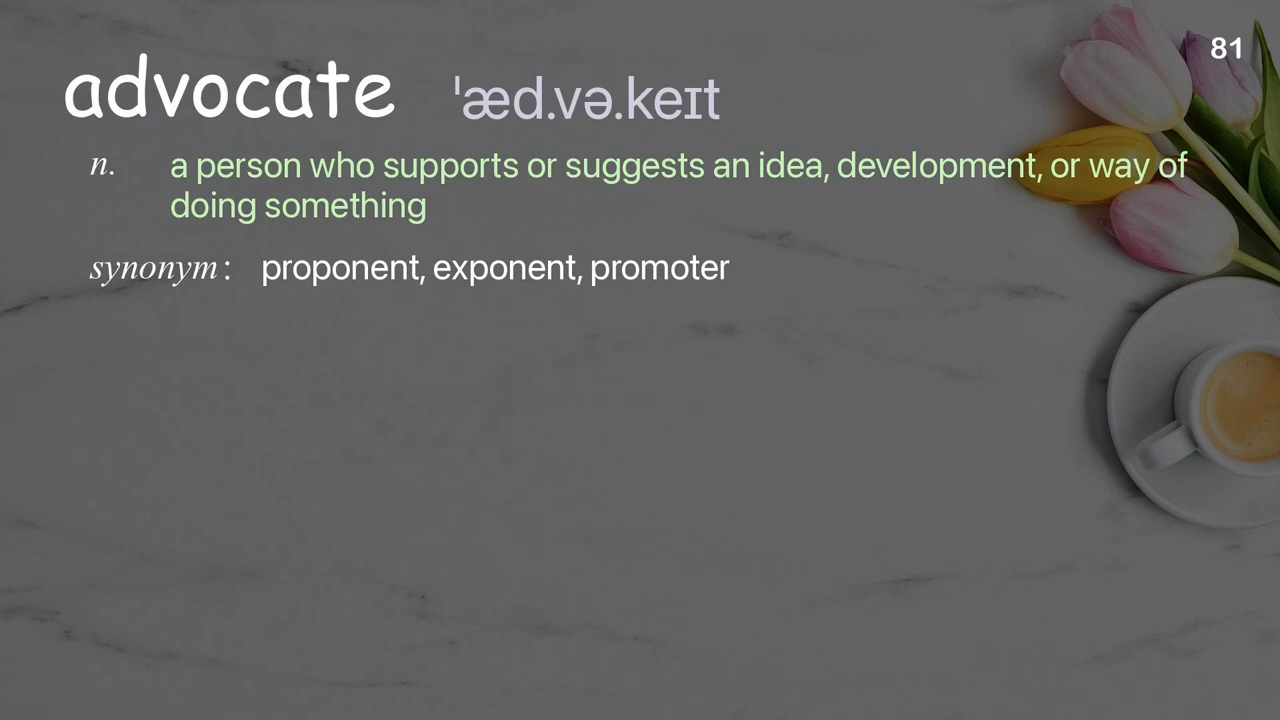 81
advocate ˈæd.və.keɪt
n. a person who supports or suggests an idea, development, or way of
doing something
synonym: proponent, exponent, promoter